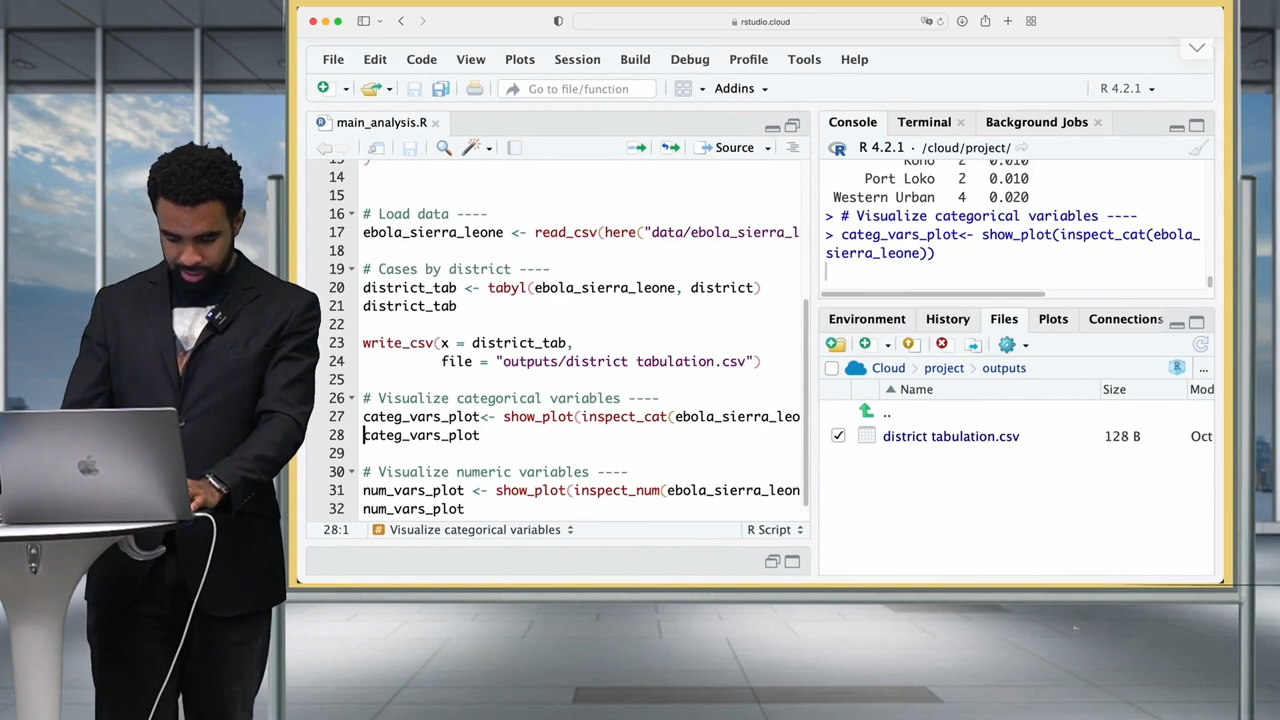 rstudio.cloud
File Edit Code View Plots Session Build Debug Profile Tools Help
Go to file/function
Addins
R 4.2.1
main_analysis.R
Source
14
15
16 # Load data ----
17 ebola_sierra_leone <- read_csv(here("data/ebola_sierra_l
18
19 # Cases by district ----
20 district_tab <- tabyl(ebola_sierra_leone, district)
21 district_tab
22
23 write_csv(x = district_tab,
24 file = "outputs/district tabulation.csv")
25
26 # Visualize categorical variables ----
27 categ_vars_plot<- show_plot(inspect_cat(ebola_sierra_leo
28 categ_vars_plot
29
30 # Visualize numeric variables ----
31 num_vars_plot <- show_plot(inspect_num(ebola_sierra_leon
32 num_vars_plot
28:1 # Visualize categorical variables R Script
Console Terminal Background Jobs
R 4.2.1 · /cloud/project/
Kono 2 0.010
Port Loko 2 0.010
Western Urban 4 0.020
> # Visualize categorical variables ----
> categ_vars_plot<- show_plot(inspect_cat(ebola_
sierra_leone))
Environment History Files Plots Connections
Cloud project outputs ...
Name Size Mod
..
district tabulation.csv 128 B Oct